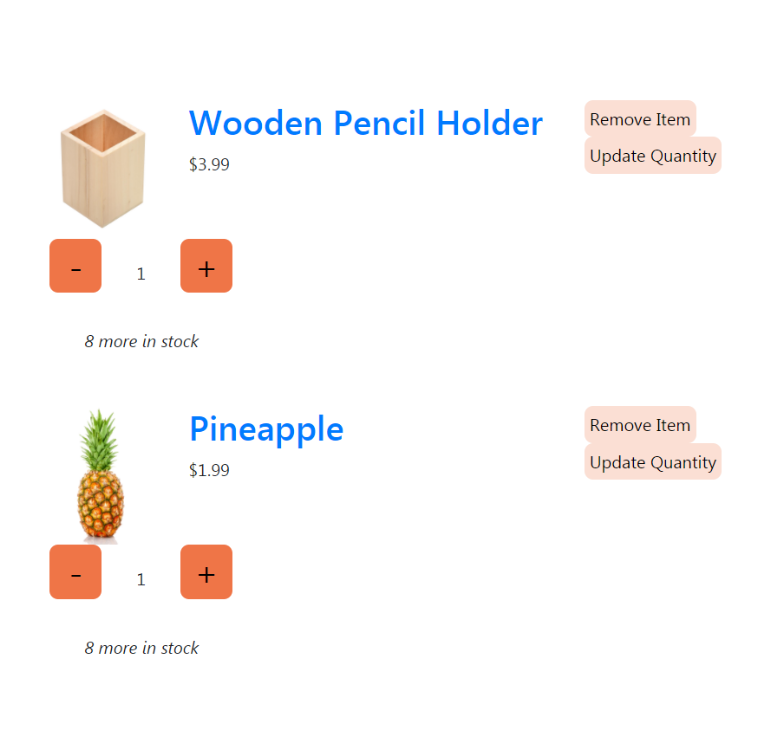 Wooden Pencil Holder
Remove Item
$3.99
Update Quantity
- 1 +
8 more in stock
Pineapple
Remove Item
$1.99
Update Quantity
- 1 +
8 more in stock